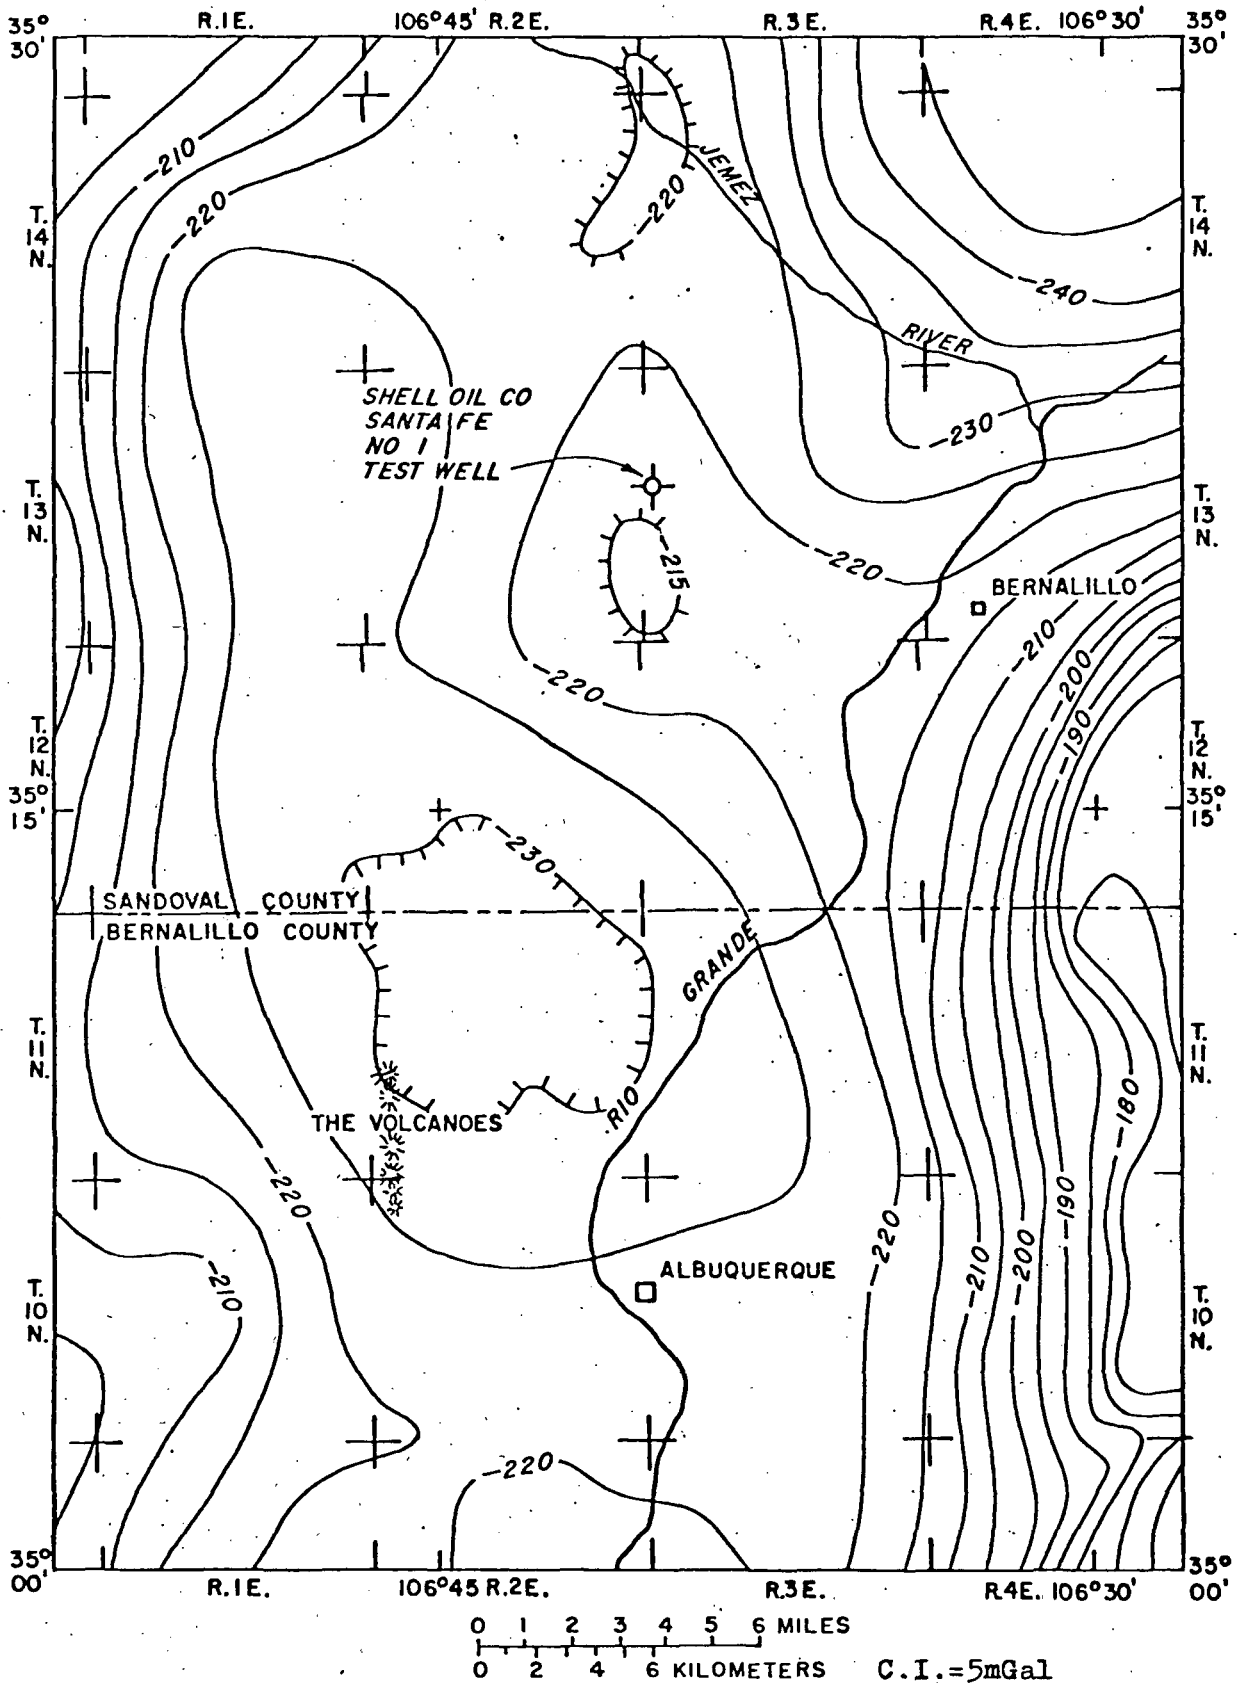 35° R.1E. 106°45' R.2E. R.3E. R.4E. 106°30' 35°
30' 30'
-210
JEMEZ
-220
-220
T. T.
14 14
N. N.
-240
RIVER
SHELL OIL CO
SANTA FE
NO 1
TEST WELL
-230
T. T.
13 13
N. N.
-220
-215
BERNALILLO
-210
-200
-220
-190
T. T.
12 12
N. N.
35° 35°
15' 15'
-230
SANDOVAL COUNTY
BERNALILLO COUNTY
GRANDE
T. T.
11 11
N. N.
RIO
-180
THE VOLCANOES
-220
-190
-220
-200
-210
ALBUQUERQUE
-210
T. T.
10 10
N. N.
-220
35° 35°
00' R.1E. 106°45 R.2E. R.3E. R.4E. 106°30' 00'
0 1 2 3 4 5 6 MILES
0 2 4 6 KILOMETERS C.I.=5mGal